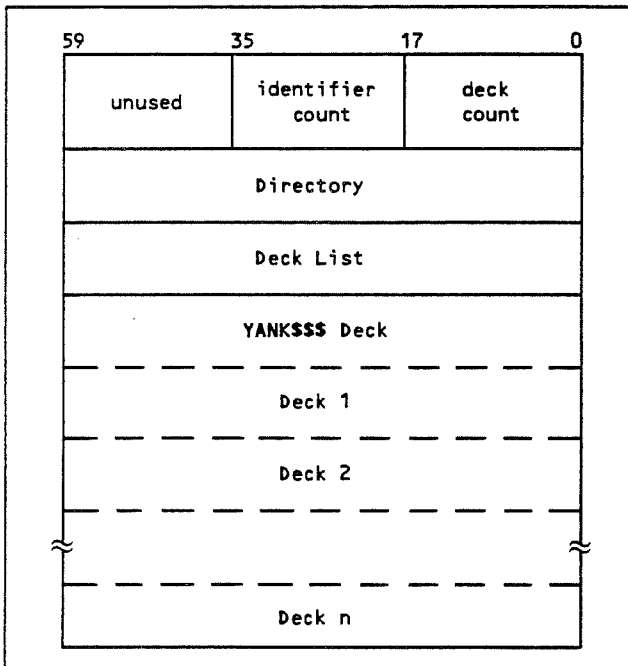 59 35 17 0
unused identifier count deck count
Directory
Deck List
YANK$$$ Deck
Deck 1
Deck 2
Deck n